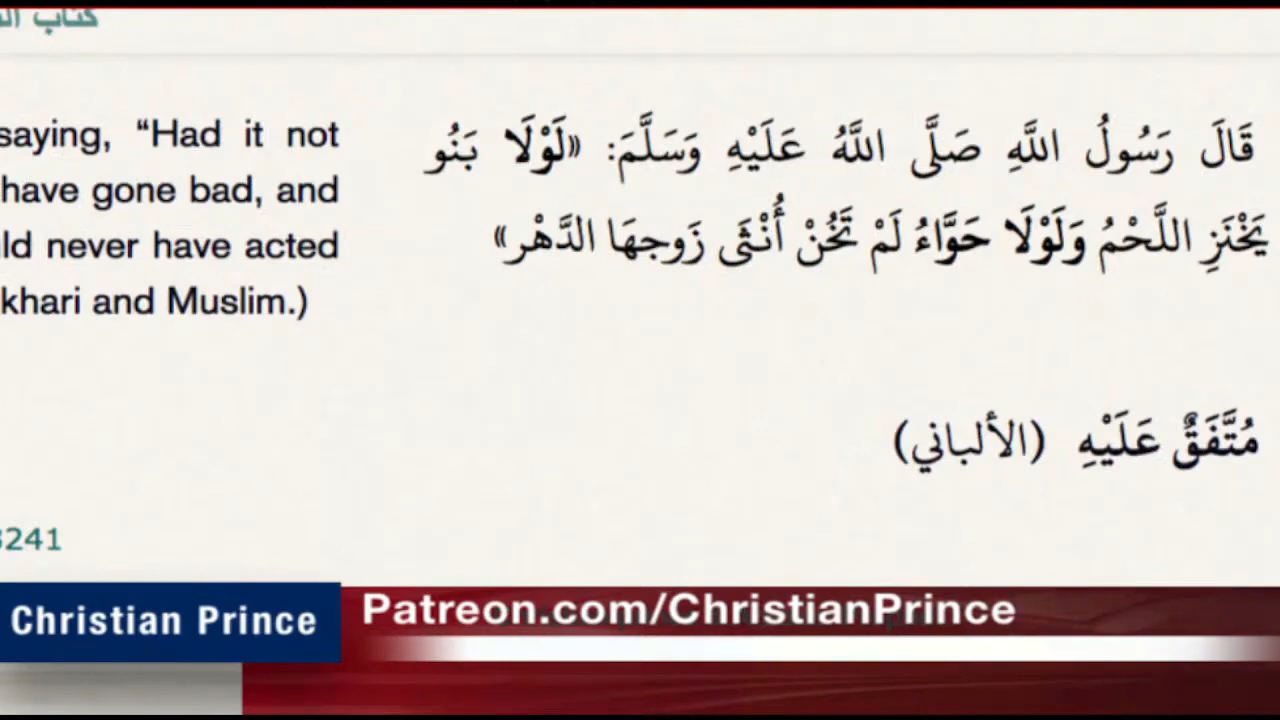 كتاب
saying, “Had it not
have gone bad, and
ld never have acted
khari and Muslim.)
قَالَ رَسُولُ اللَّهِ صَلَّى اللَّهُ عَلَيْهِ وَسَلَّمَ: «لَوْلَا بَنُو
يَخْنَزِ اللَّحْمُ وَلَوْلَا حَوَّاءُ لَمْ تَخُنْ أُنْثَى زَوجهَا الدَّهْر»
مُتَّفَقٌ عَلَيْهِ (الألباني)
3241
Christian Prince
Patreon.com/ChristianPrince